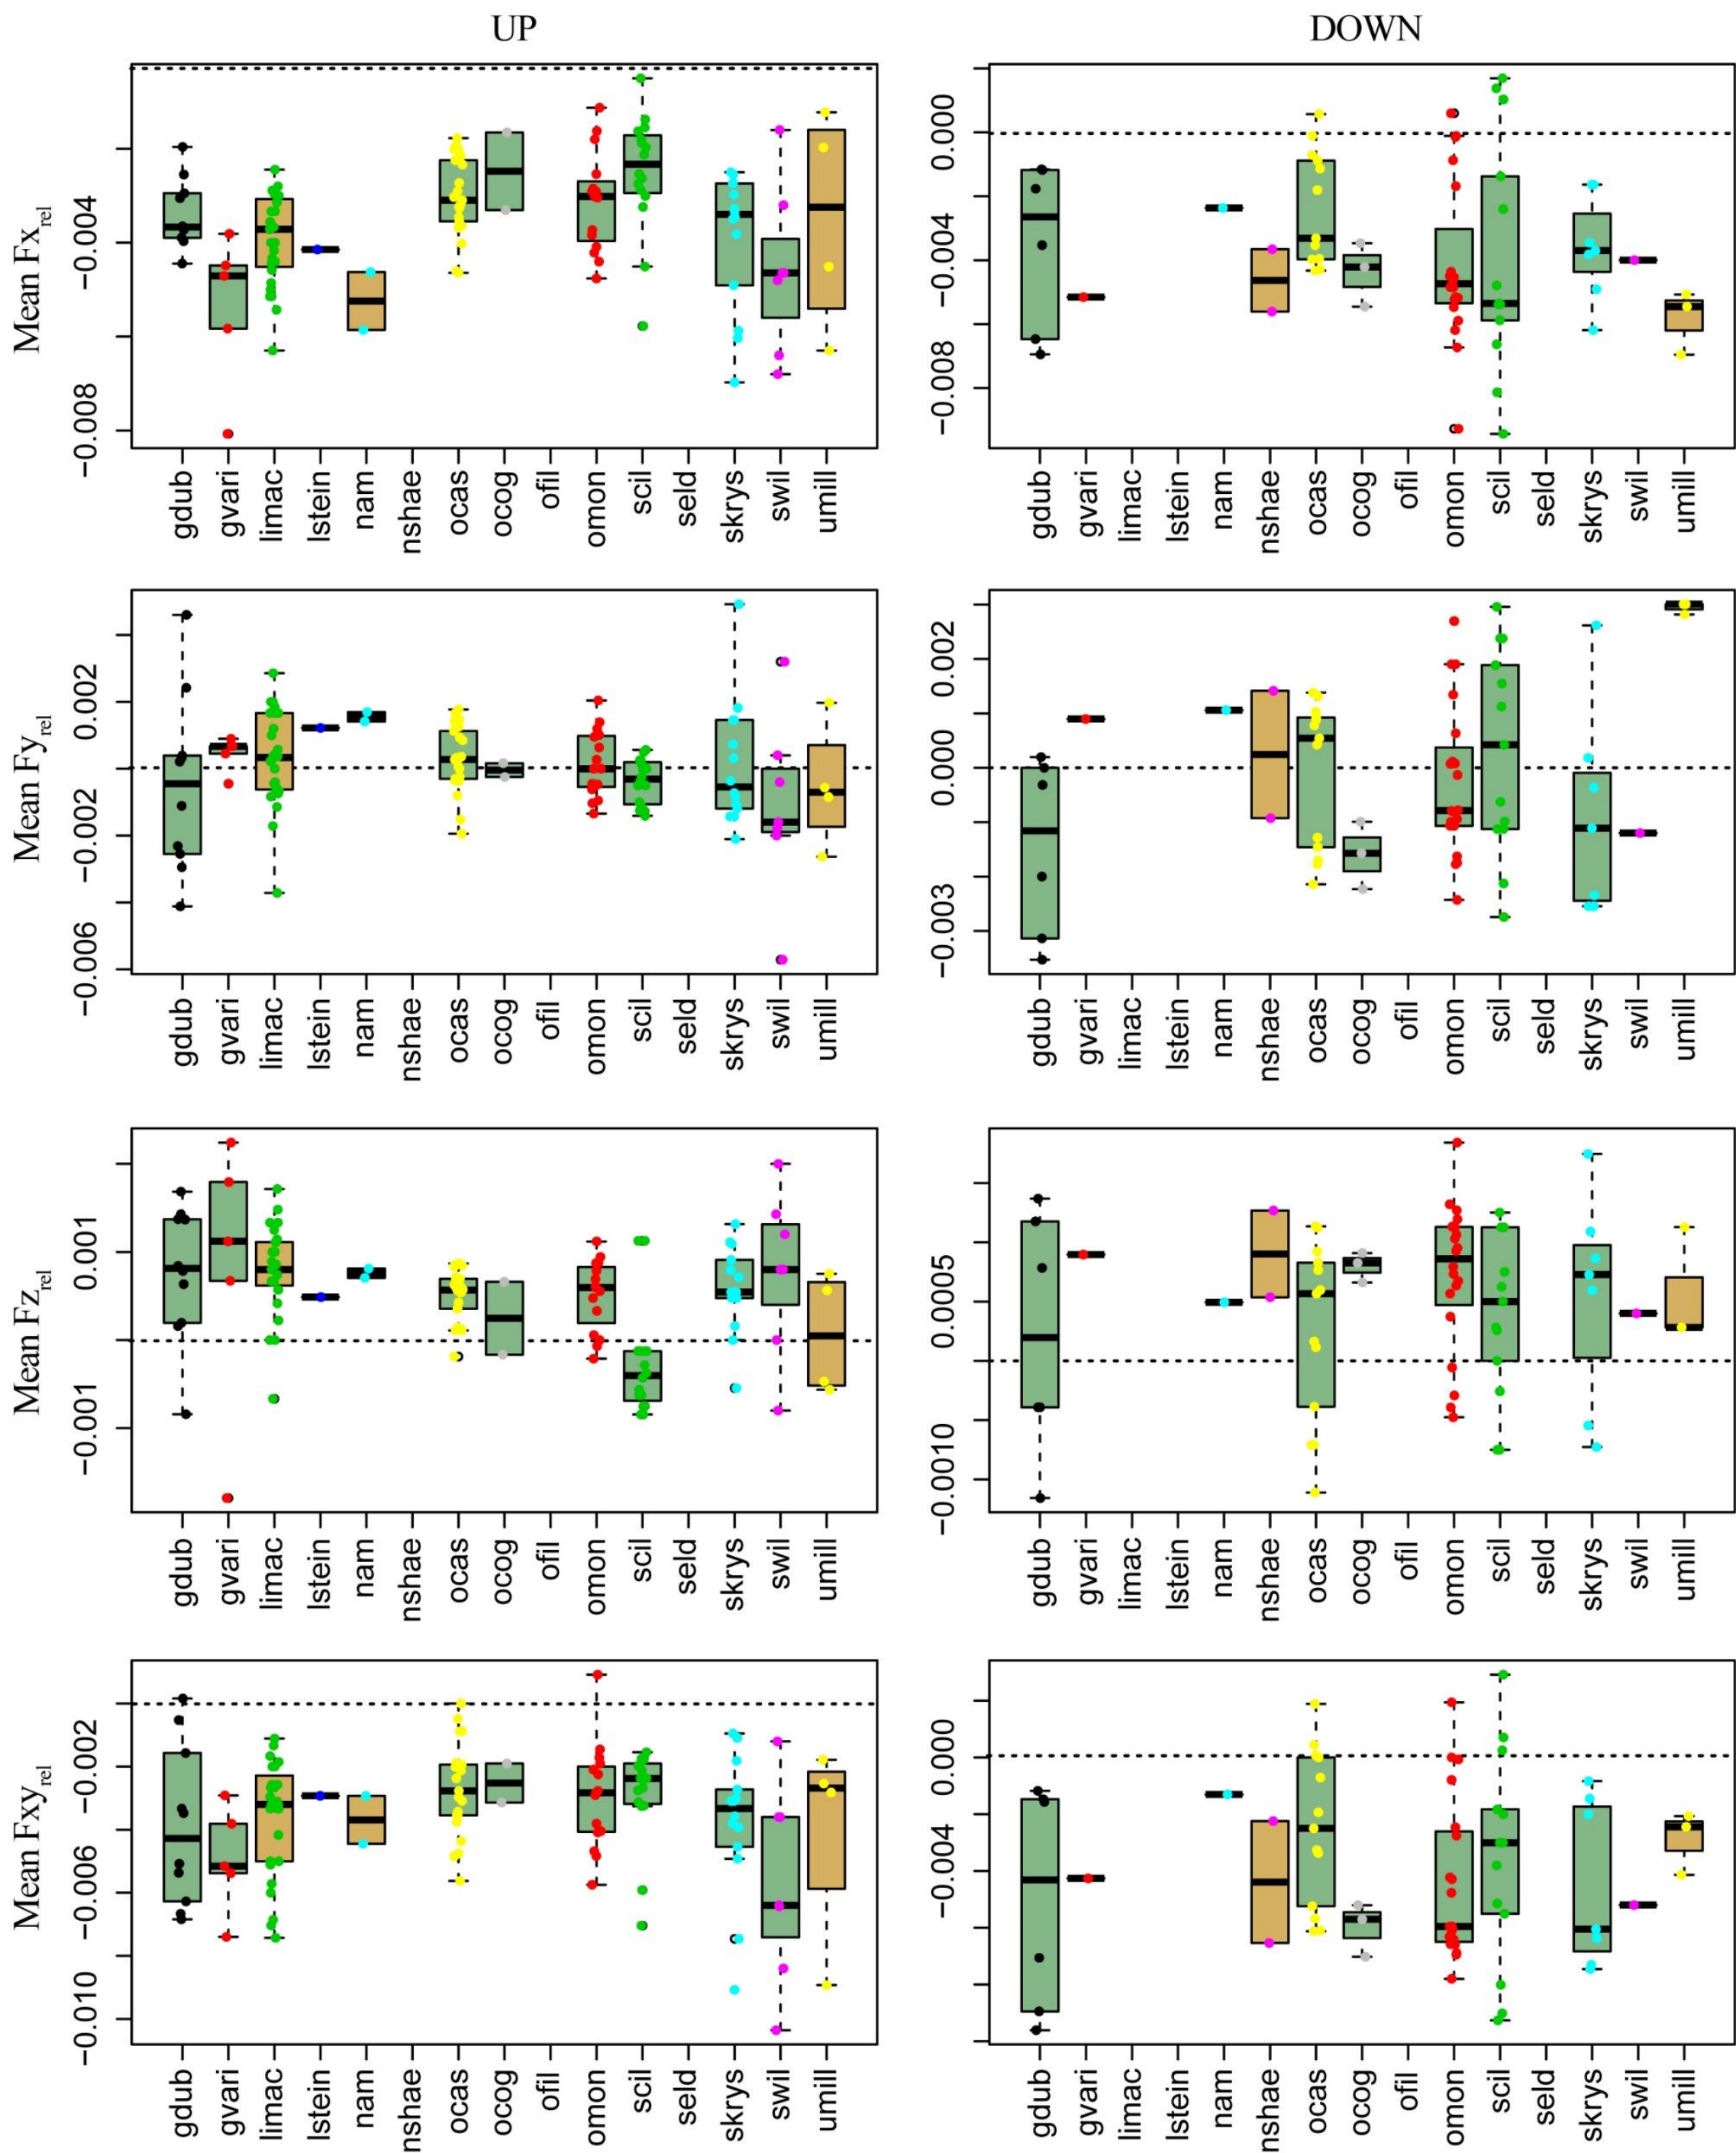 UP DOWN
Mean Fxrel
−0.004
−0.008
gdub gvari limac lstein nam nshae ocas ocog ofil omon scil seld skrys swil umill
0.000
−0.004
−0.008
gdub gvari limac lstein nam nshae ocas ocog ofil omon scil seld skrys swil umill
Mean Fyrel
0.002
−0.002
−0.006
gdub gvari limac lstein nam nshae ocas ocog ofil omon scil seld skrys swil umill
0.002
0.000
−0.003
gdub gvari limac lstein nam nshae ocas ocog ofil omon scil seld skrys swil umill
Mean Fzrel
0.001
−0.001
gdub gvari limac lstein nam nshae ocas ocog ofil omon scil seld skrys swil umill
0.0005
−0.0010
gdub gvari limac lstein nam nshae ocas ocog ofil omon scil seld skrys swil umill
Mean Fxyrel
−0.002
−0.006
−0.010
gdub gvari limac lstein nam nshae ocas ocog ofil omon scil seld skrys swil umill
0.000
−0.004
gdub gvari limac lstein nam nshae ocas ocog ofil omon scil seld skrys swil umill